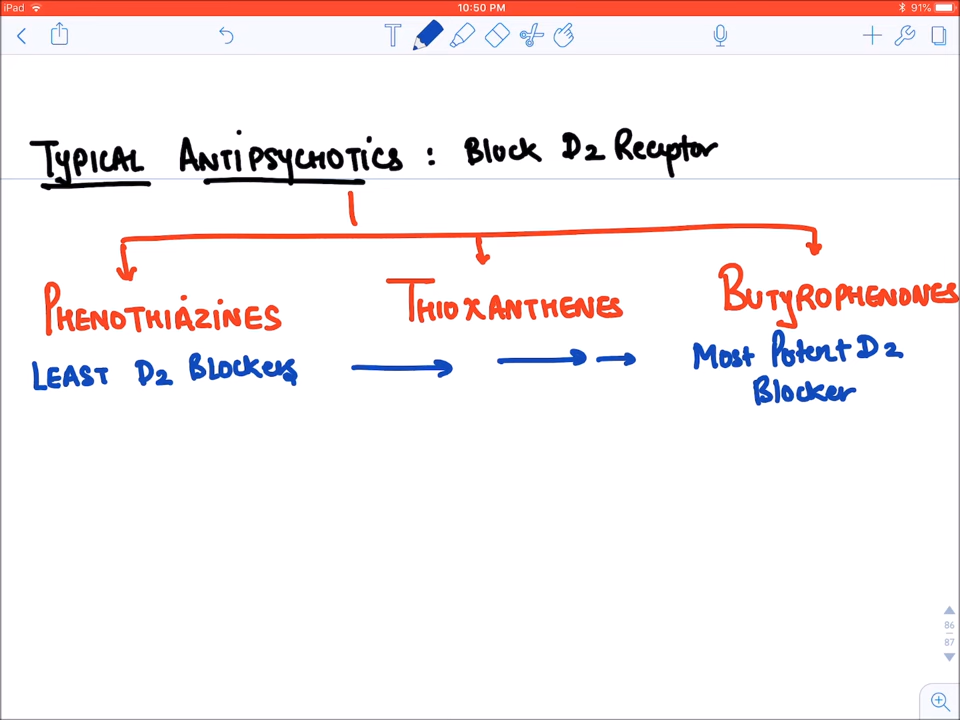 iPad 10:50 PM 91%
T
TYPICAL ANTIPSYCHOTICS : Block D2 Receptor
PHENOTHIAZINES THIOXANTHENES BUTYROPHENONES
LEAST D2 BLOCKERS Most Potent D2
Blocker
86
87